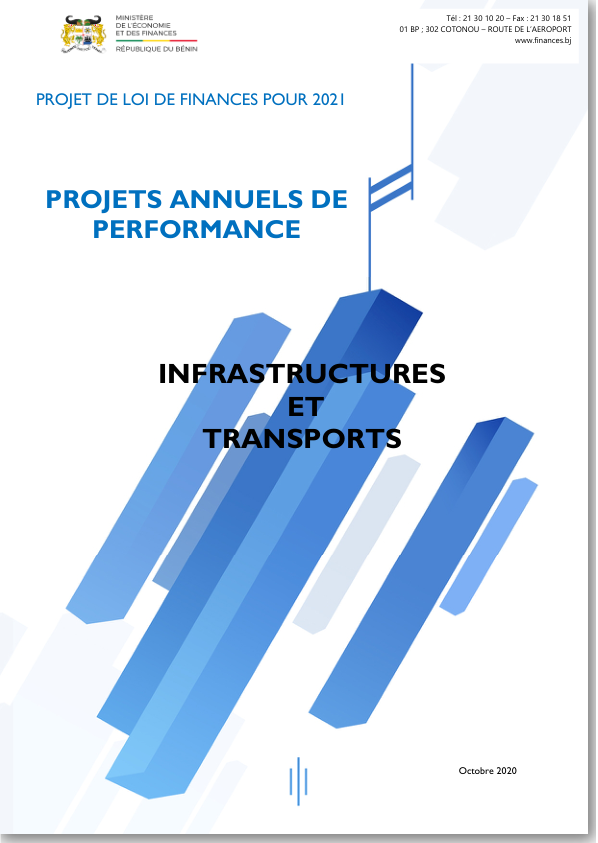 MINISTÈRE
DE L'ÉCONOMIE
ET DES FINANCES
RÉPUBLIQUE DU BÉNIN
Tél : 21 30 10 20 – Fax : 21 30 18 51
01 BP ; 302 COTONOU – ROUTE DE L'AEROPORT
www.finances.bj
PROJET DE LOI DE FINANCES POUR 2021
PROJETS ANNUELS DE
PERFORMANCE
INFRASTRUCTURES
ET
TRANSPORTS
Octobre 2020